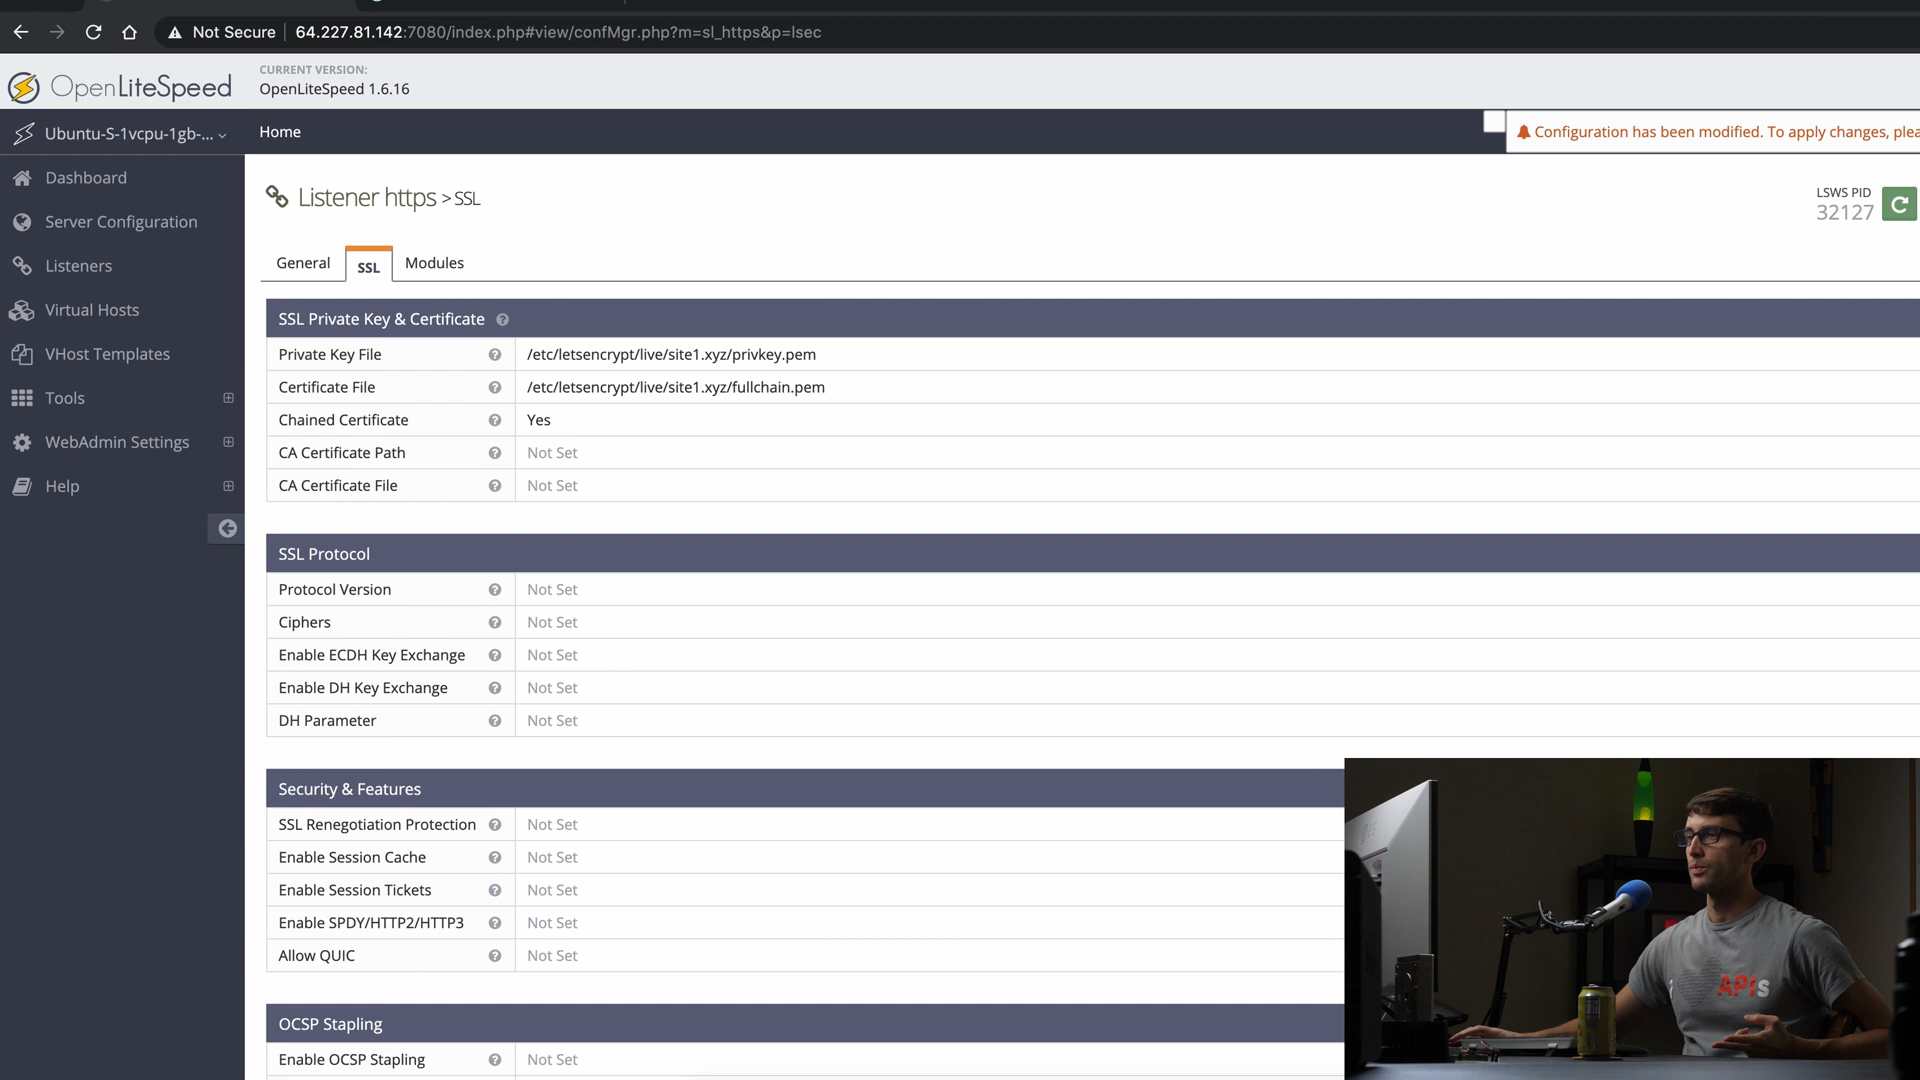 Not Secure
64.227.81.142:7080/index.php#view/confMgr.php?m=sl_https&p=lsec
OpenLiteSpeed
CURRENT VERSION:
OpenLiteSpeed 1.6.16
Ubuntu-S-1vcpu-1gb-...
Home
Configuration has been modified. To apply changes, plea
Dashboard
Server Configuration
Listeners
Virtual Hosts
VHost Templates
Tools
WebAdmin Settings
Help
Listener https > SSL
LSWS PID
32127
General
SSL
Modules
SSL Private Key & Certificate
Private Key File
/etc/letsencrypt/live/site1.xyz/privkey.pem
Certificate File
/etc/letsencrypt/live/site1.xyz/fullchain.pem
Chained Certificate
Yes
CA Certificate Path
Not Set
CA Certificate File
Not Set
SSL Protocol
Protocol Version
Not Set
Ciphers
Not Set
Enable ECDH Key Exchange
Not Set
Enable DH Key Exchange
Not Set
DH Parameter
Not Set
Security & Features
SSL Renegotiation Protection
Not Set
Enable Session Cache
Not Set
Enable Session Tickets
Not Set
Enable SPDY/HTTP2/HTTP3
Not Set
Allow QUIC
Not Set
OCSP Stapling
Enable OCSP Stapling
Not Set
APIs